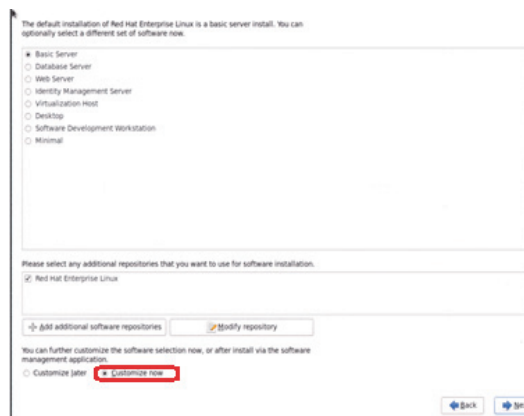 The default installation of Red Hat Enterprise Linux is a basic server install. You can
optionally select a different set of software now.
Basic Server
Database Server
Web Server
Identity Management Server
Virtualization Host
Desktop
Software Development Workstation
Minimal
Please select any additional repositories that you want to use for software installation.
Red Hat Enterprise Linux
Add additional software repositories
Modify repository
You can further customize the software selection now, or after install via the software
management application.
Customize later
Customize now
Back
Ne